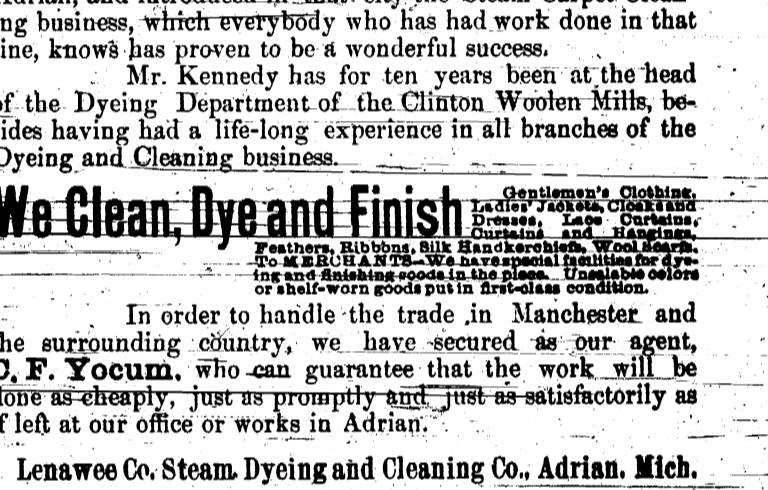 ng business, which everybody who has had work done in that
ine, knows has proven to be a wonderful success.
Mr. Kennedy has for ten years been at the head
of the Dyeing Department of the Clinton Woolen Mills, be-
ides having had a life-long experience in all branches of the
Dyeing and Cleaning business.
We Clean, Dye and Finish
Gentlemen's Clothing,
Ladies' Jackets, Cloaks and
Dresses, Lace Curtains,
Curtains and Hangings,
Feathers, Ribbbns, Silk Handkerchiefs, Wool Scarfs.
To MERCHANTS—We have special facilities for dye-
ing and finishing goods in the piece. Unsalable colors
or shelf-worn goods put in first-class condition.
In order to handle the trade in Manchester and
he surrounding country, we have secured as our agent,
F. Yocum, who can guarantee that the work will be
lone as cheaply, just as promptly and just as satisfactorily as
f left at our office or works in Adrian.
Lenawee Co. Steam Dyeing and Cleaning Co., Adrian, Mich.